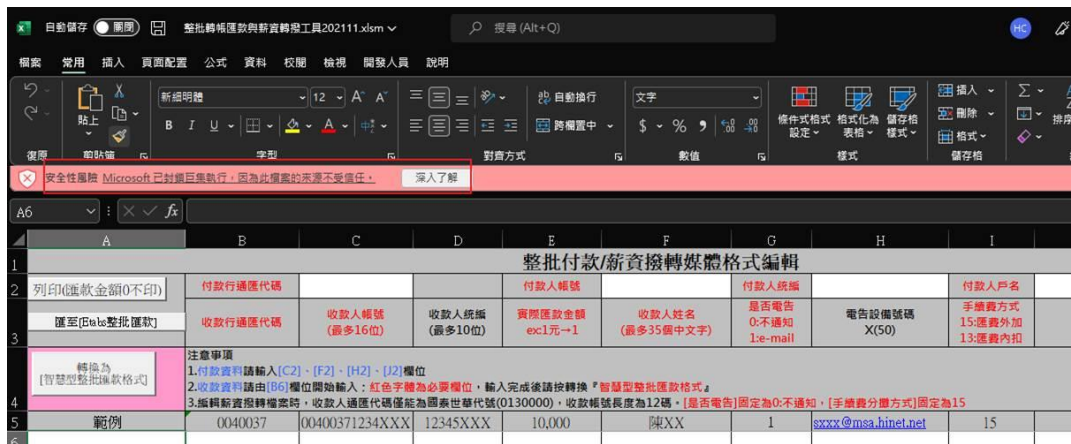 自動儲存 關閉 整批轉帳匯款與薪資轉撥工具202111.xlsm 搜尋 (Alt+Q) HC
檔案 常用 插入 頁面配置 公式 資料 校閱 檢視 開發人員 說明
貼上 新細明體 12 A^ A˅ 自動換行 文字 插入 Σ
B I U A 中 跨欄置中 $ % 條件式格式 格式化為 儲存格 刪除 排序
設定 表格 樣式 格式
復原 剪貼簿 字型 對齊方式 數值 樣式 儲存格
安全性風險 Microsoft 已封鎖巨集執行，因為此檔案的來源不受信任。 深入了解
A6 fx
A B C D E F G H I
1 整批付款/薪資撥轉媒體格式編輯
2 列印(匯款金額0不印) 付款行通匯代碼 付款人帳號 付款人統編 付款人戶名
3 匯至[Etabs整批匯款] 收款行通匯代碼 收款人帳號 收款人統編 實際匯款金額 收款人姓名 是否電告 電告設備號碼 手續費方式
(最多16位) (最多10位) ex:1元→1 (最多35個中文字) 0:不通知 X(50) 15:匯費外加
1:e-mail 13:匯費內扣
4 轉換為
[智慧型整批匯款格式]
注意事項
1.付款資料請輸入[C2]、[F2]、[H2]、[J2]欄位
2.收款資料請由[B6]欄位開始輸入；紅色字體為必要欄位，輸入完成後請按轉換『智慧型整批匯款格式』
3.編輯薪資撥轉檔案時，收款人通匯代碼僅能為國泰世華代號(0130000)，收款帳號長度為12碼。[是否電告]固定為0:不通知，[手續費分攤方式]固定為15
5 範例 0040037 00400371234XXX 12345XXX 10,000 陳XX 1 sxxx@msa.hinet.net 15
6